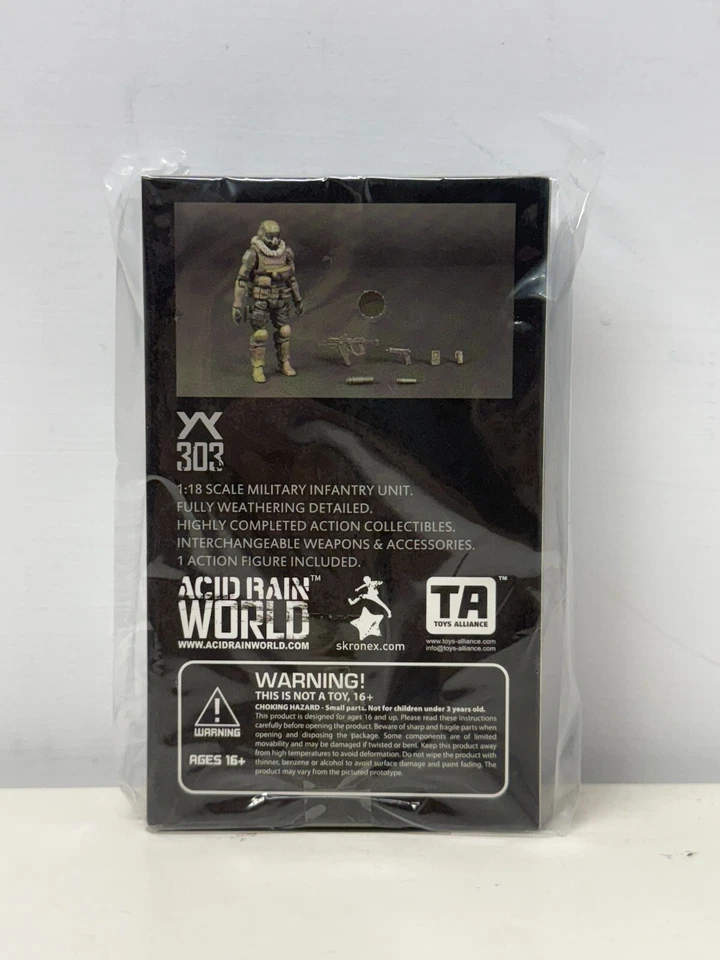 303
1:18 SCALE MILITARY INFANTRY UNIT.
FULLY WEATHERING DETAILED.
HIGHLY COMPLETED ACTION COLLECTIBLES.
INTERCHANGEABLE WEAPONS & ACCESSORIES.
1 ACTION FIGURE INCLUDED.
ACID RAIN™
WORLD
WWW.ACIDRAINWORLD.COM
skronex.com
TA™
TOYS ALLIANCE
www.toys-alliance.com
info@toys-alliance.com
WARNING
AGES 16+
WARNING!
THIS IS NOT A TOY, 16+
CHOKING HAZARD - Small parts. Not for children under 3 years old.
This product is designed for ages 16 and up. Please read these instructions
carefully before opening the product. Beware of sharp and fragile parts when
opening and disposing the package. Some components are of limited
movability and may be damaged if twisted or bent. Keep this product away
from high temperatures to avoid deformation. Do not wipe the product with
thinner, benzene or alcohol to avoid surface damage and paint fading. The
product may vary from the pictured prototype.